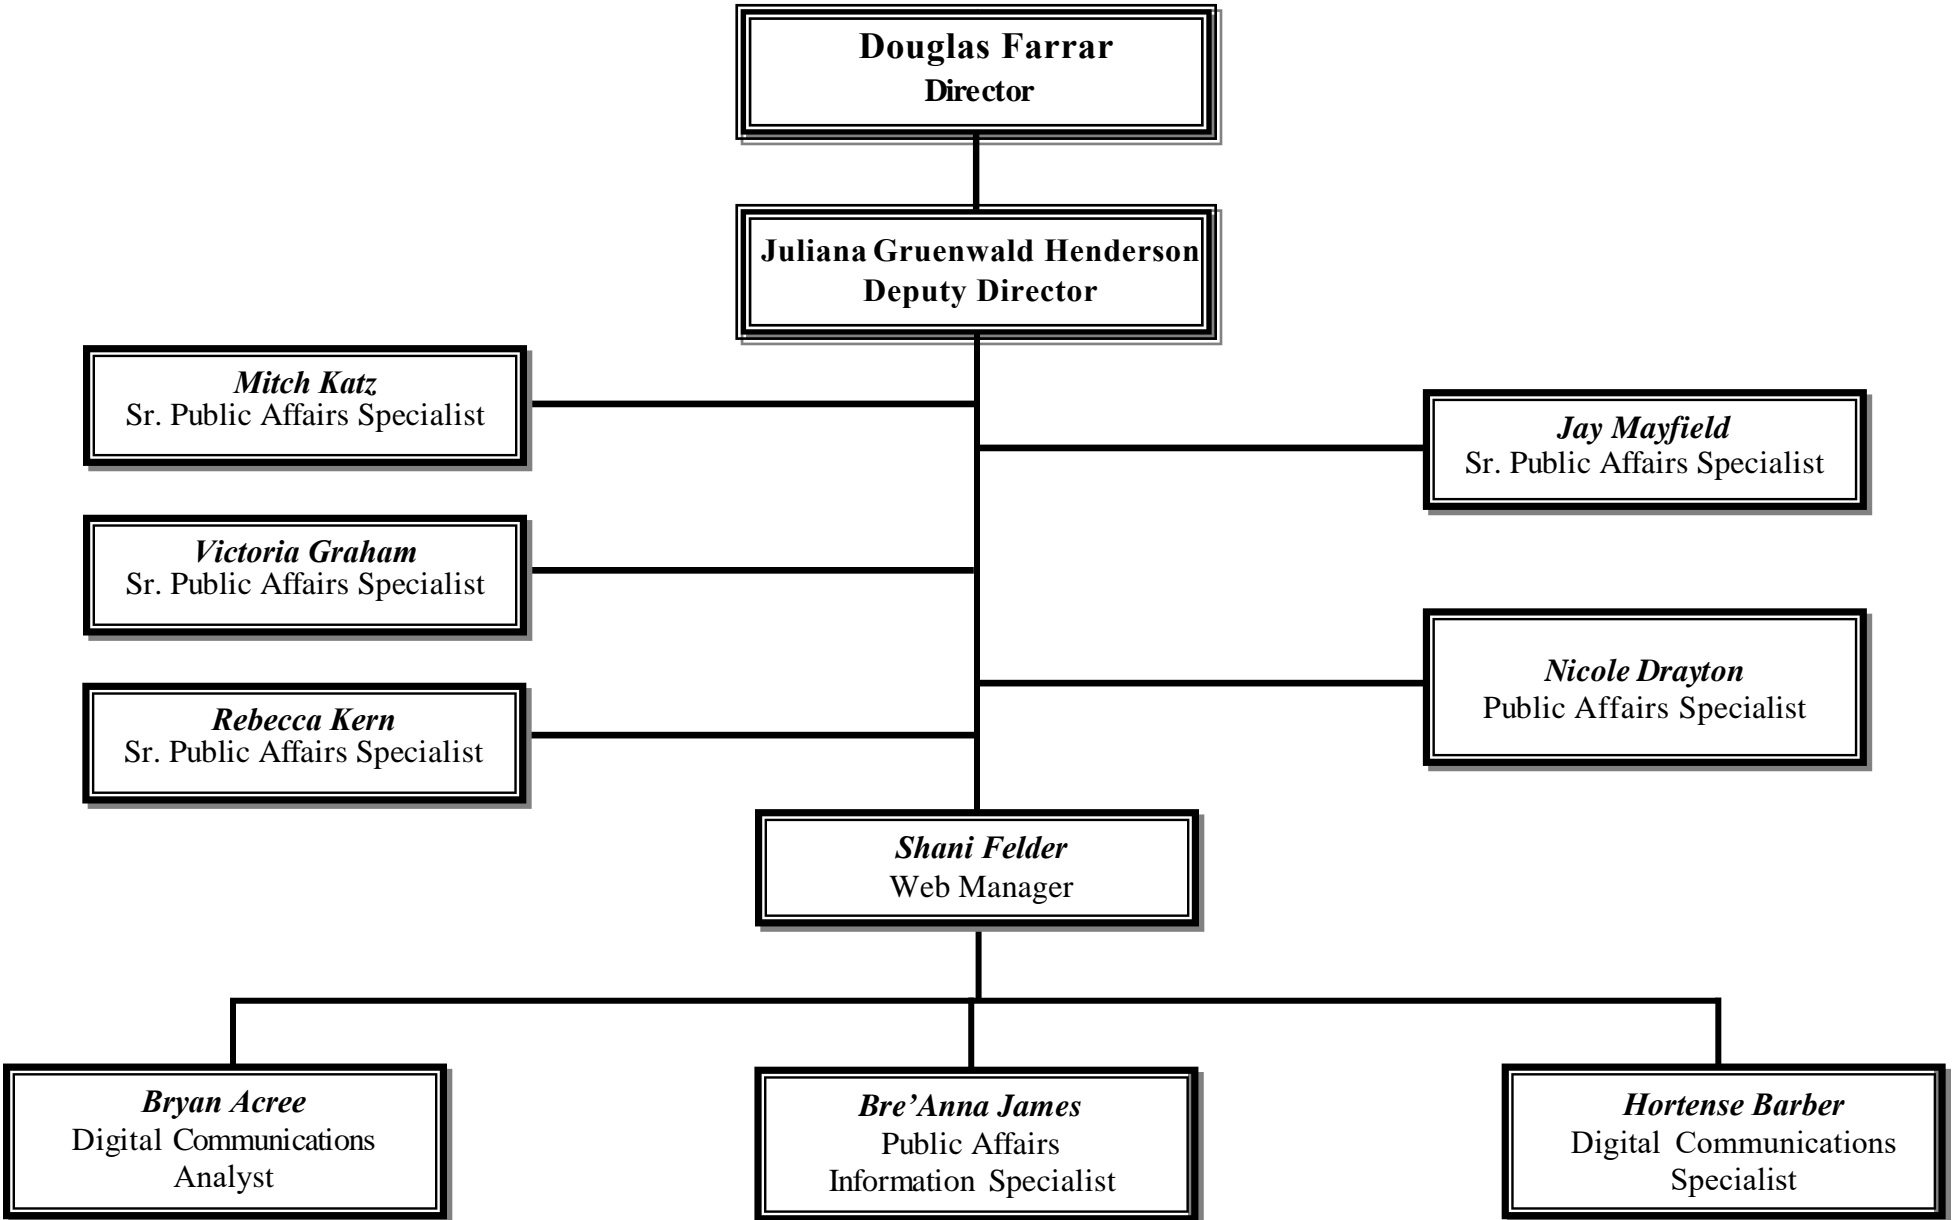 Douglas Farrar
Director
Juliana Gruenwald Henderson
Deputy Director
Mitch Katz
Sr. Public Affairs Specialist
Jay Mayfield
Sr. Public Affairs Specialist
Victoria Graham
Sr. Public Affairs Specialist
Nicole Drayton
Public Affairs Specialist
Rebecca Kern
Sr. Public Affairs Specialist
Shani Felder
Web Manager
Bryan Acree
Digital Communications
Analyst
Bre’Anna James
Public Affairs
Information Specialist
Hortense Barber
Digital Communications
Specialist